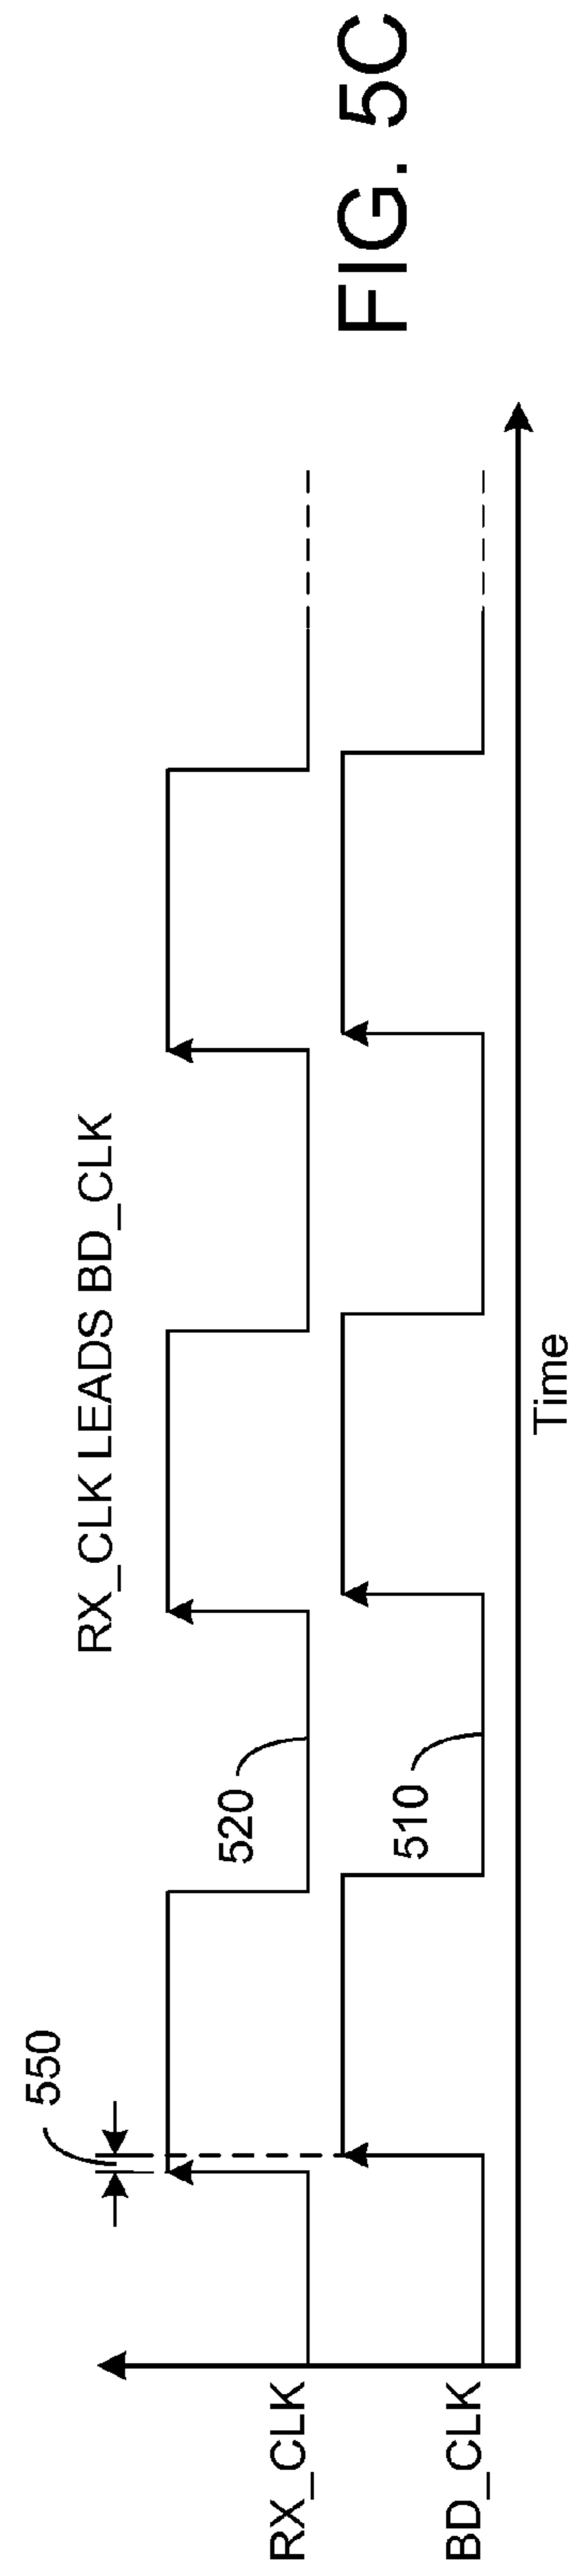 RX_CLK LEADS BD_CLK
550
RX_CLK
520
BD_CLK
510
Time
FIG. 5C